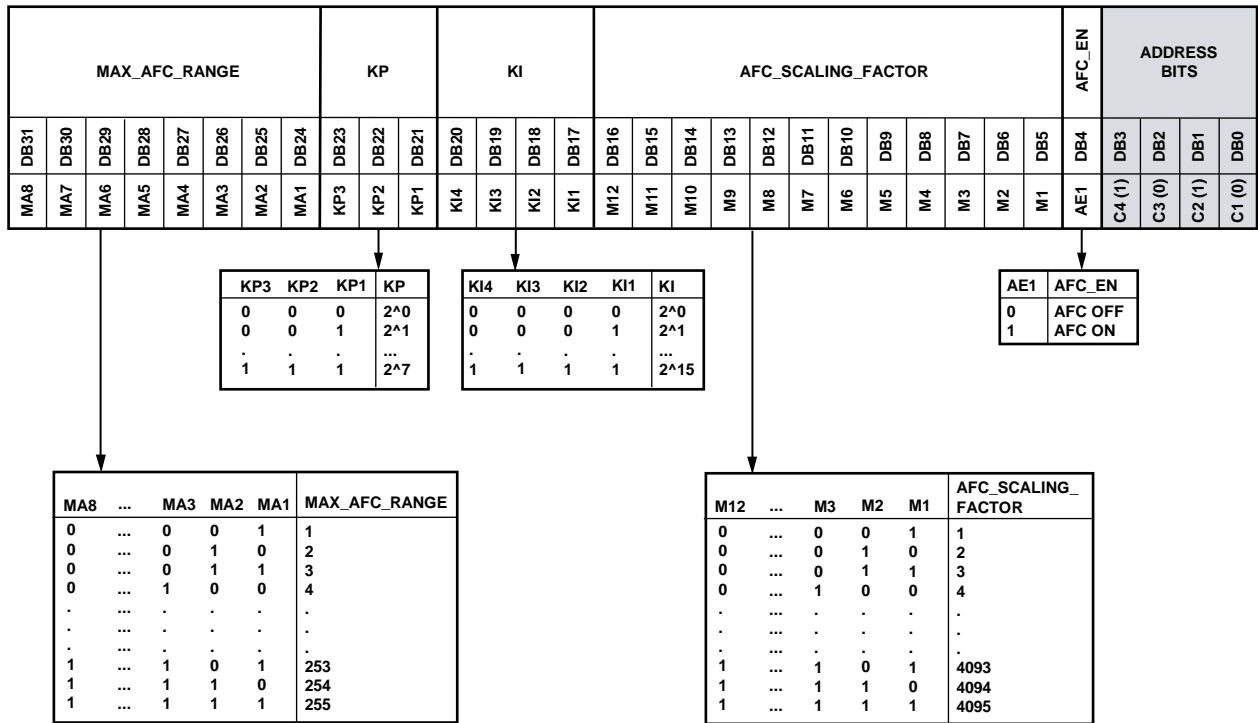 MAX_AFC_RANGE KP KI AFC_SCALING_FACTOR AFC_EN ADDRESS
BITS
DB31 DB30 DB29 DB28 DB27 DB26 DB25 DB24 DB23 DB22 DB21 DB20 DB19 DB18 DB17 DB16 DB15 DB14 DB13 DB12 DB11 DB10 DB9 DB8 DB7 DB6 DB5 DB4 DB3 DB2 DB1 DB0
MA8 MA7 MA6 MA5 MA4 MA3 MA2 MA1 KP3 KP2 KP1 KI4 KI3 KI2 KI1 M12 M11 M10 M9 M8 M7 M6 M5 M4 M3 M2 M1 AE1 C4 (1) C3 (0) C2 (1) C1 (0)
KP3 KP2 KP1 KP
0 0 0 2^0
0 0 1 2^1
. . . ...
1 1 1 2^7
KI4 KI3 KI2 KI1 KI
0 0 0 0 2^0
0 0 0 1 2^1
. . . . ...
1 1 1 1 2^15
AE1 AFC_EN
0 AFC OFF
1 AFC ON
MA8 ... MA3 MA2 MA1 MAX_AFC_RANGE
0 ... 0 0 1 1
0 ... 0 1 0 2
0 ... 0 1 1 3
0 ... 1 0 0 4
. ... . . . .
. ... . . . .
. ... . . . .
1 ... 1 0 1 253
1 ... 1 1 0 254
1 ... 1 1 1 255
M12 ... M3 M2 M1 AFC_SCALING_
FACTOR
0 ... 0 0 1 1
0 ... 0 1 0 2
0 ... 0 1 1 3
0 ... 1 0 0 4
. ... . . . .
. ... . . . .
. ... . . . .
1 ... 1 0 1 4093
1 ... 1 1 0 4094
1 ... 1 1 1 4095